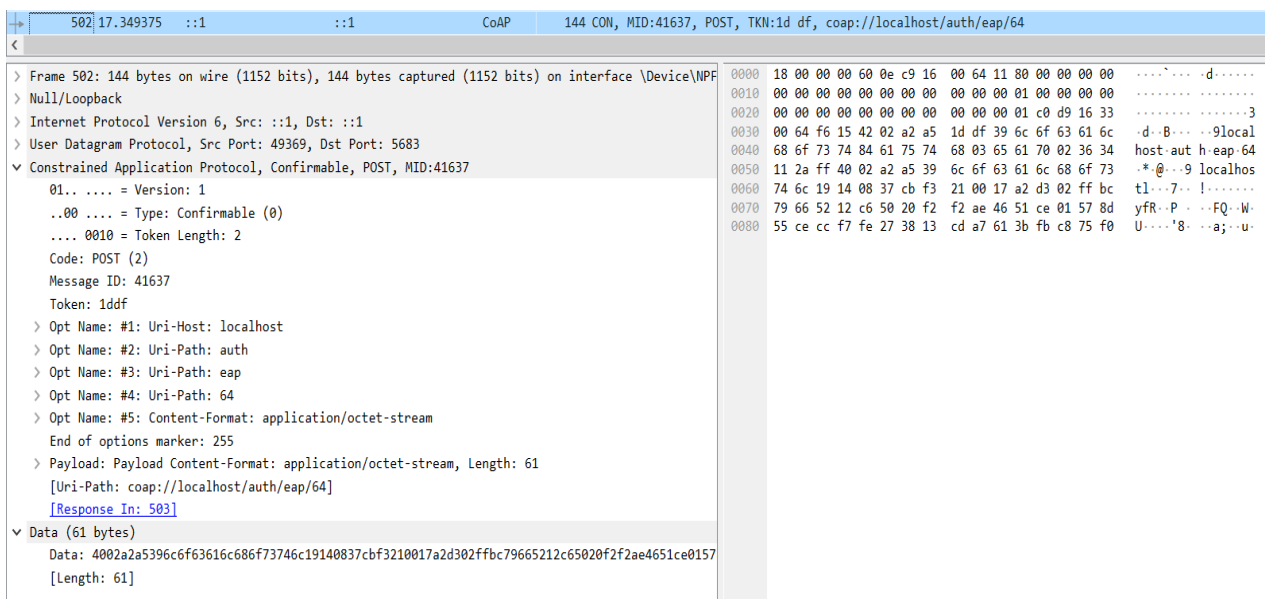 502 17.349375 ::1 ::1 CoAP 144 CON, MID:41637, POST, TKN:1d df, coap://localhost/auth/eap/64
Frame 502: 144 bytes on wire (1152 bits), 144 bytes captured (1152 bits) on interface \Device\NPF
Null/Loopback
Internet Protocol Version 6, Src: ::1, Dst: ::1
User Datagram Protocol, Src Port: 49369, Dst Port: 5683
Constrained Application Protocol, Confirmable, POST, MID:41637
01.. .... = Version: 1
..00 .... = Type: Confirmable (0)
.... 0010 = Token Length: 2
Code: POST (2)
Message ID: 41637
Token: 1ddf
Opt Name: #1: Uri-Host: localhost
Opt Name: #2: Uri-Path: auth
Opt Name: #3: Uri-Path: eap
Opt Name: #4: Uri-Path: 64
Opt Name: #5: Content-Format: application/octet-stream
End of options marker: 255
Payload: Payload Content-Format: application/octet-stream, Length: 61
[Uri-Path: coap://localhost/auth/eap/64]
[Response In: 503]
Data (61 bytes)
Data: 4002a2a5396c6f63616c686f73746c19140837cbf3210017a2d302ffbc79665212c65020f2f2ae4651ce0157
[Length: 61]
0000 18 00 00 00 60 0e c9 16 00 64 11 80 00 00 00 00 ····`··· ·d······
0010 00 00 00 00 00 00 00 00 00 00 00 01 00 00 00 00 ········ ········
0020 00 00 00 00 00 00 00 00 00 00 00 01 c0 d9 16 33 ········ ·······3
0030 00 64 f6 15 42 02 a2 a5 1d df 39 6c 6f 63 61 6c ·d··B··· ··9local
0040 68 6f 73 74 84 61 75 74 68 03 65 61 70 02 36 34 host·aut h·eap·64
0050 11 2a ff 40 02 a2 a5 39 6c 6f 63 61 6c 68 6f 73 ·*·@···9 localhos
0060 74 6c 19 14 08 37 cb f3 21 00 17 a2 d3 02 ff bc tl···7·· !·······
0070 79 66 52 12 c6 50 20 f2 f2 ae 46 51 ce 01 57 8d yfR··P · ··FQ··W·
0080 55 ce cc f7 fe 27 38 13 cd a7 61 3b fb c8 75 f0 U····'8· ··a;··u·